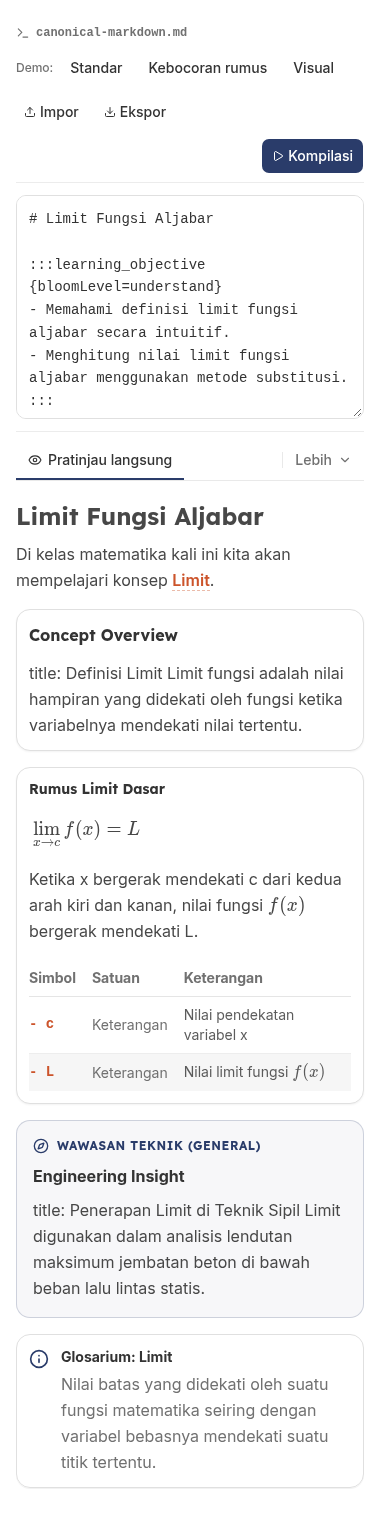 canonical-markdown.md
Demo: Standar Kebocoran rumus Visual
Impor Ekspor
Kompilasi
# Limit Fungsi Aljabar
:::learning_objective
{bloomLevel=understand}
- Memahami definisi limit fungsi
aljabar secara intuitif.
- Menghitung nilai limit fungsi
aljabar menggunakan metode substitusi.
:::
Pratinjau langsung Lebih
Limit Fungsi Aljabar
Di kelas matematika kali ini kita akan
mempelajari konsep Limit.
Concept Overview
title: Definisi Limit Limit fungsi adalah nilai
hampiran yang didekati oleh fungsi ketika
variabelnya mendekati nilai tertentu.
Rumus Limit Dasar
lim x→c f(x) = L
Ketika x bergerak mendekati c dari kedua
arah kiri dan kanan, nilai fungsi f(x)
bergerak mendekati L.
Simbol Satuan Keterangan
- c Keterangan Nilai pendekatan
variabel x
- L Keterangan Nilai limit fungsi f(x)
WAWASAN TEKNIK (GENERAL)
Engineering Insight
title: Penerapan Limit di Teknik Sipil Limit
digunakan dalam analisis lendutan
maksimum jembatan beton di bawah
beban lalu lintas statis.
Glosarium: Limit
Nilai batas yang didekati oleh suatu
fungsi matematika seiring dengan
variabel bebasnya mendekati suatu
titik tertentu.